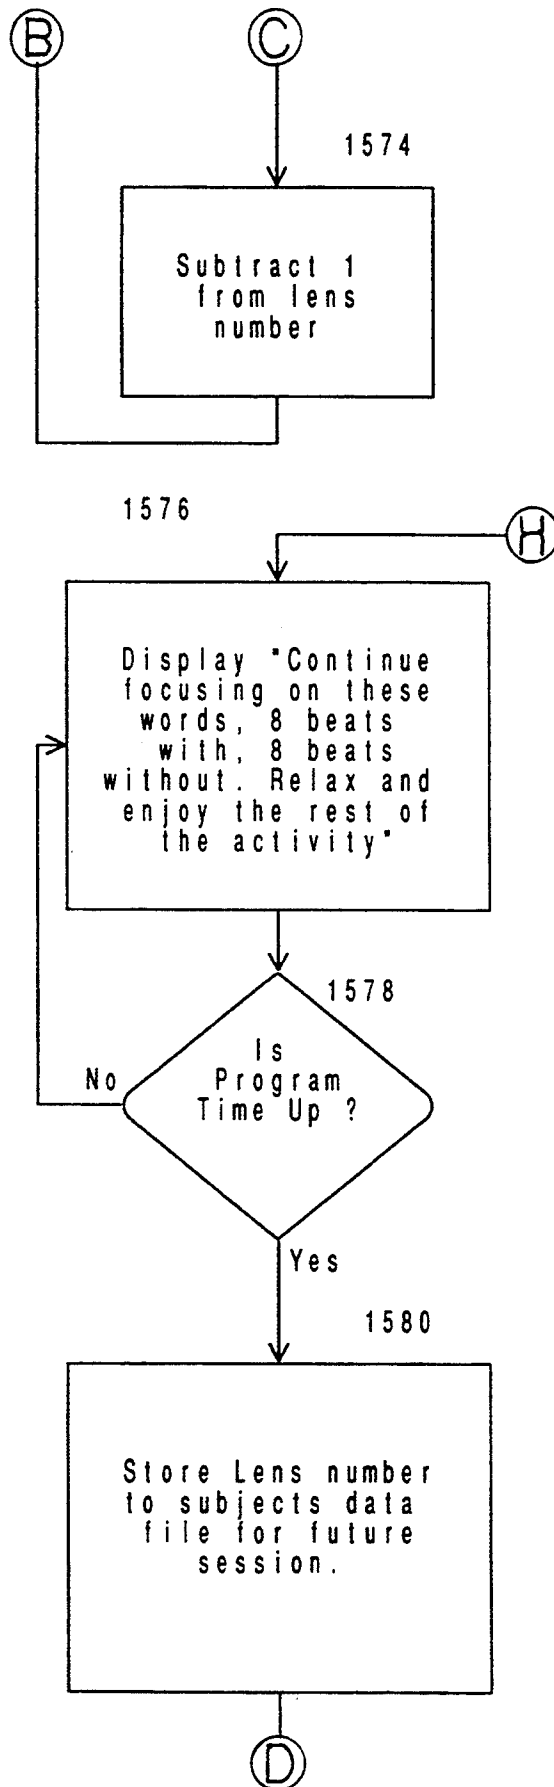 B C
1574
Subtract 1
from lens
number
1576
H
Display "Continue
focusing on these
words, 8 beats
with, 8 beats
without. Relax and
enjoy the rest of
the activity"
1578
Is
Program
Time Up ?
No
Yes
1580
Store Lens number
to subjects data
file for future
session.
D